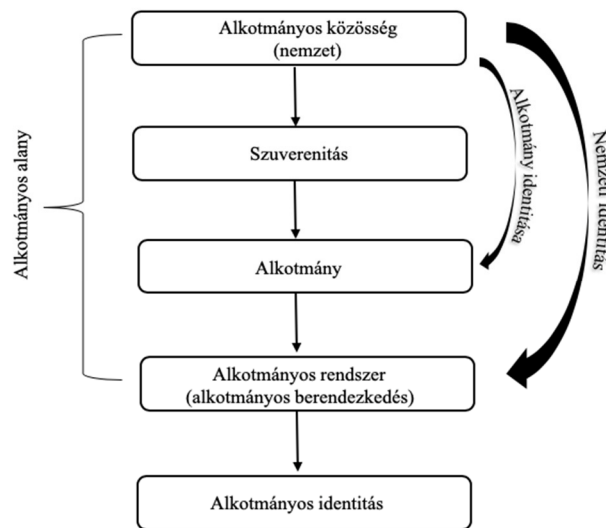 Alkotmányos közösség
(nemzet)
Szuverenitás
Alkotmány
Alkotmányos rendszer
(alkotmányos berendezkedés)
Alkotmányos identitás
Alkotmányos alany
Alkotmány identitása
Nemzeti identitás